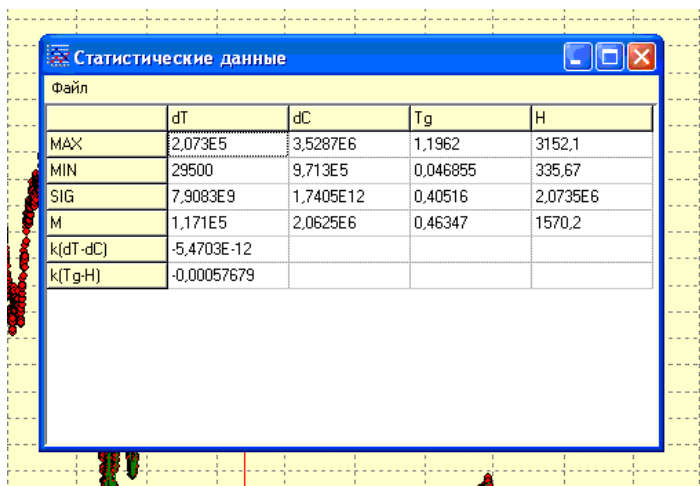 Статистические данные
Файл
dT dC Tg H
MAX 2,073E5 3,5287E6 1,1962 3152,1
MIN 29500 9,713E5 0,046855 335,67
SIG 7,9083E9 1,7405E12 0,40516 2,0735E6
M 1,171E5 2,0625E6 0,46347 1570,2
k(dT-dC) -5,4703E-12
k(Tg-H) -0,00057679